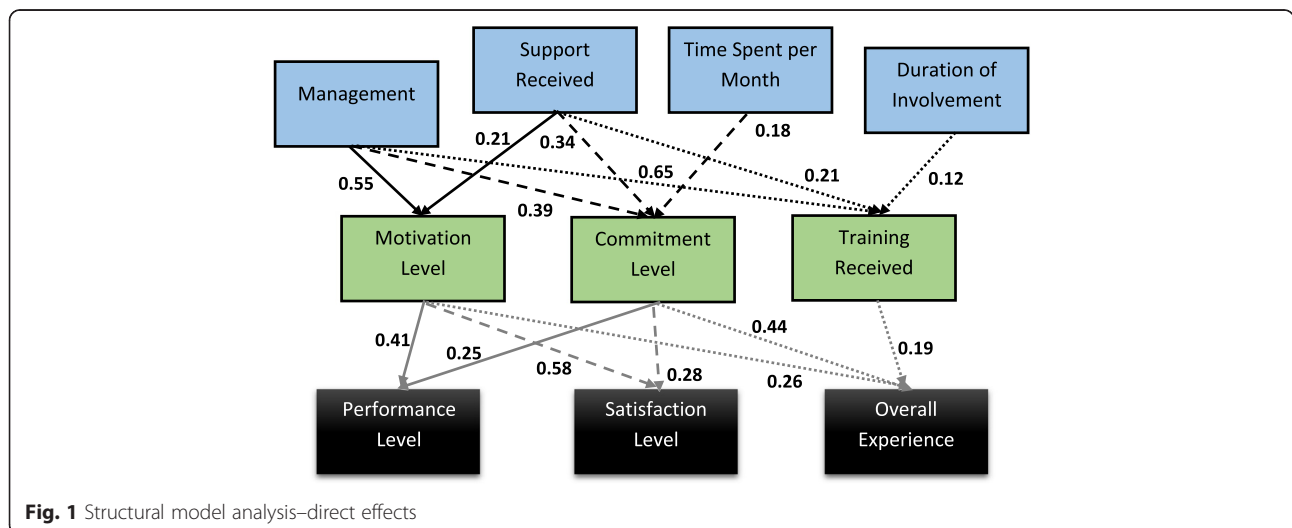 Management
Support
Received
Time Spent per
Month
Duration of
Involvement
0.21
0.34
0.18
0.55
0.39
0.65
0.21
0.12
Motivation
Level
Commitment
Level
Training
Received
0.41
0.25
0.58
0.28
0.44
0.26
0.19
Performance
Level
Satisfaction
Level
Overall
Experience
Fig. 1 Structural model analysis–direct effects